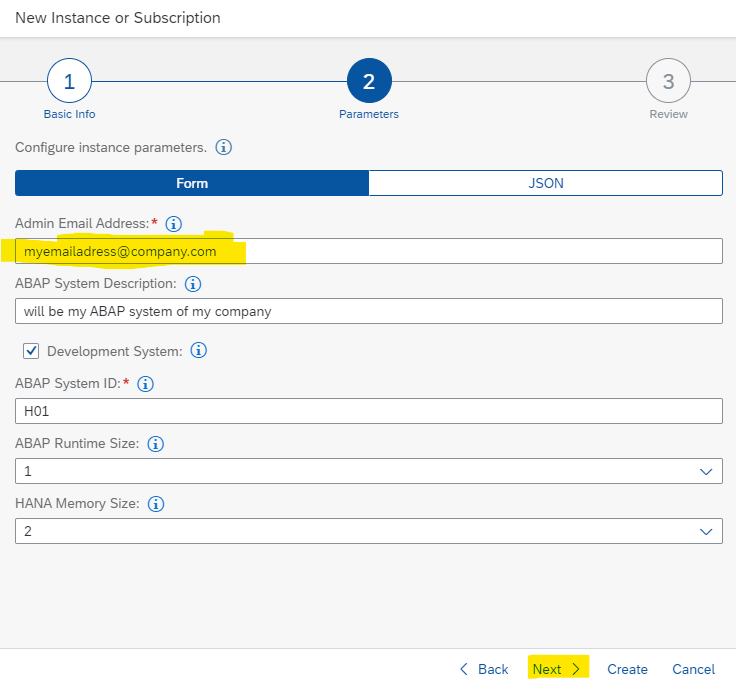 New Instance or Subscription
1
2
3
Basic Info
Parameters
Review
Configure instance parameters.
Form
JSON
Admin Email Address:*
myemailadress@company.com
ABAP System Description:
will be my ABAP system of my company
Development System:
ABAP System ID:*
H01
ABAP Runtime Size:
1
HANA Memory Size:
2
Back Next Create Cancel